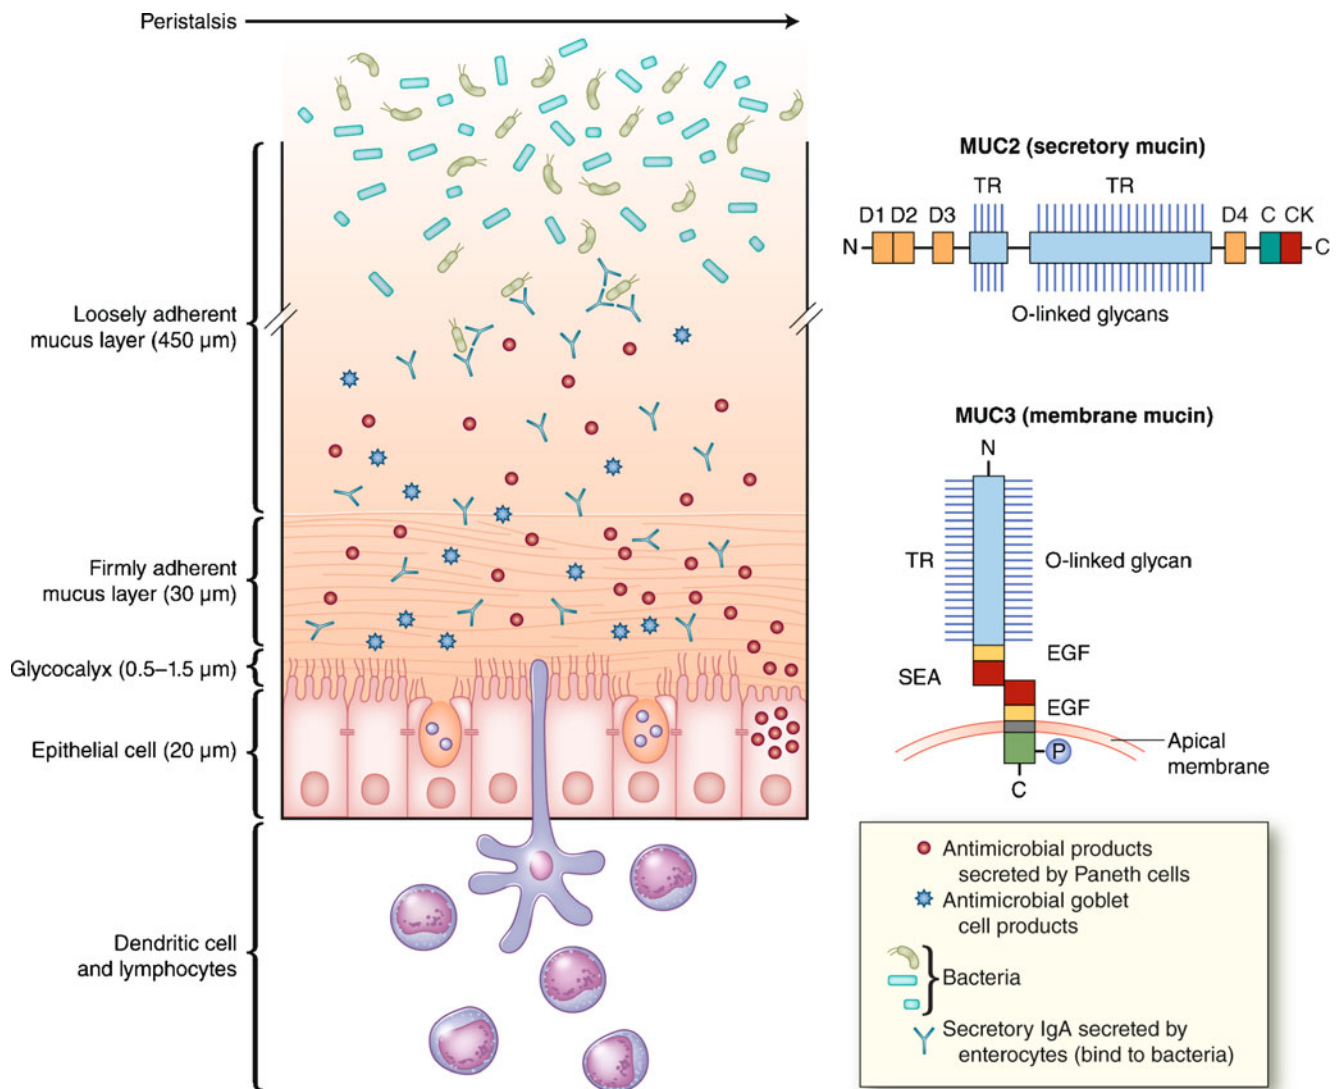 Peristalsis
Loosely adherent
mucus layer (450 μm)
Firmly adherent
mucus layer (30 μm)
Glycocalyx (0.5–1.5 μm)
Epithelial cell (20 μm)
Dendritic cell
and lymphocytes
MUC2 (secretory mucin)
TR TR
D1 D2 D3 D4 C CK
N C
O-linked glycans
MUC3 (membrane mucin)
N
TR O-linked glycan
EGF
SEA
EGF
P
Apical
membrane
C
Antimicrobial products
secreted by Paneth cells
Antimicrobial goblet
cell products
Bacteria
Secretory IgA secreted by
enterocytes (bind to bacteria)